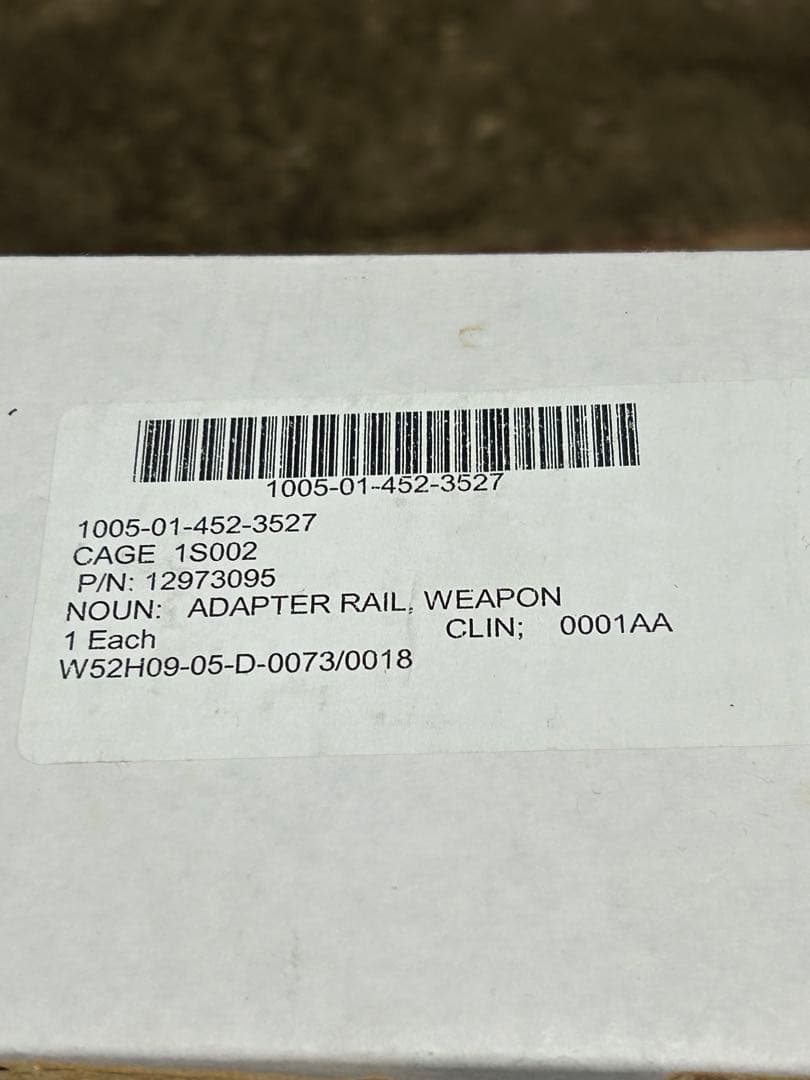 1005-01-452-3527
1005-01-452-3527
CAGE 1S002
P/N: 12973095
NOUN: ADAPTER RAIL, WEAPON
1 Each CLIN; 0001AA
W52H09-05-D-0073/0018